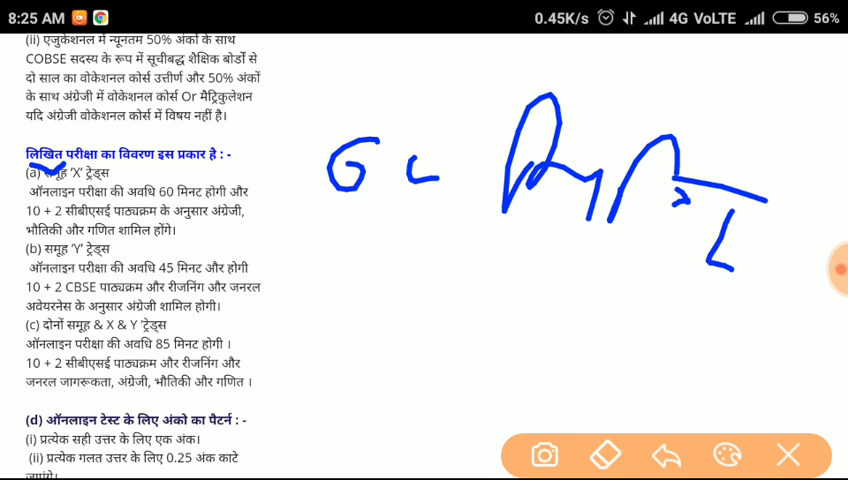 8:25 AM 0.45K/s 4G VoLTE 56%
(ii) एजुकेशनल में न्यूनतम 50% अंकों के साथ
COBSE सदस्य के रूप में सूचीबद्ध शैक्षिक बोर्डों से
दो साल का वोकेशनल कोर्स उत्तीर्ण और 50% अंकों
के साथ अंग्रेजी में वोकेशनल कोर्स Or मैट्रिकुलेशन
यदि अंग्रेजी वोकेशनल कोर्स में विषय नहीं है।
लिखित परीक्षा का विवरण इस प्रकार है : -
(a) समूह ‘X’ ट्रेड्स
ऑनलाइन परीक्षा की अवधि 60 मिनट होगी और
10 + 2 सीबीएसई पाठ्यक्रम के अनुसार अंग्रेजी,
भौतिकी और गणित शामिल होंगे।
(b) समूह ‘Y’ ट्रेड्स
ऑनलाइन परीक्षा की अवधि 45 मिनट और होगी
10 + 2 CBSE पाठ्यक्रम और रीजनिंग और जनरल
अवेयरनेस के अनुसार अंग्रेजी शामिल होगी।
(c) दोनों समूह & X & Y ‘ट्रेड्स
ऑनलाइन परीक्षा की अवधि 85 मिनट होगी ।
10 + 2 सीबीएसई पाठ्यक्रम और रीजनिंग और
जनरल जागरूकता, अंग्रेजी, भौतिकी और गणित ।
(d) ऑनलाइन टेस्ट के लिए अंको का पैटर्न : -
(i) प्रत्येक सही उत्तर के लिए एक अंक।
(ii) प्रत्येक गलत उत्तर के लिए 0.25 अंक काटे
जाएंगे।